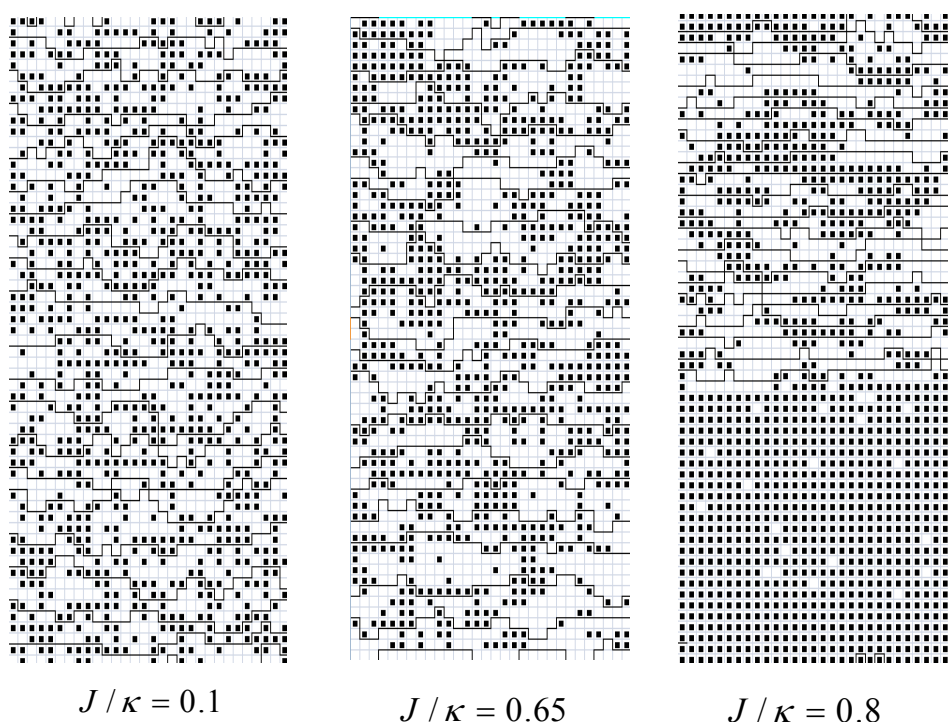 J / κ = 0.1
J / κ = 0.65
J / κ = 0.8